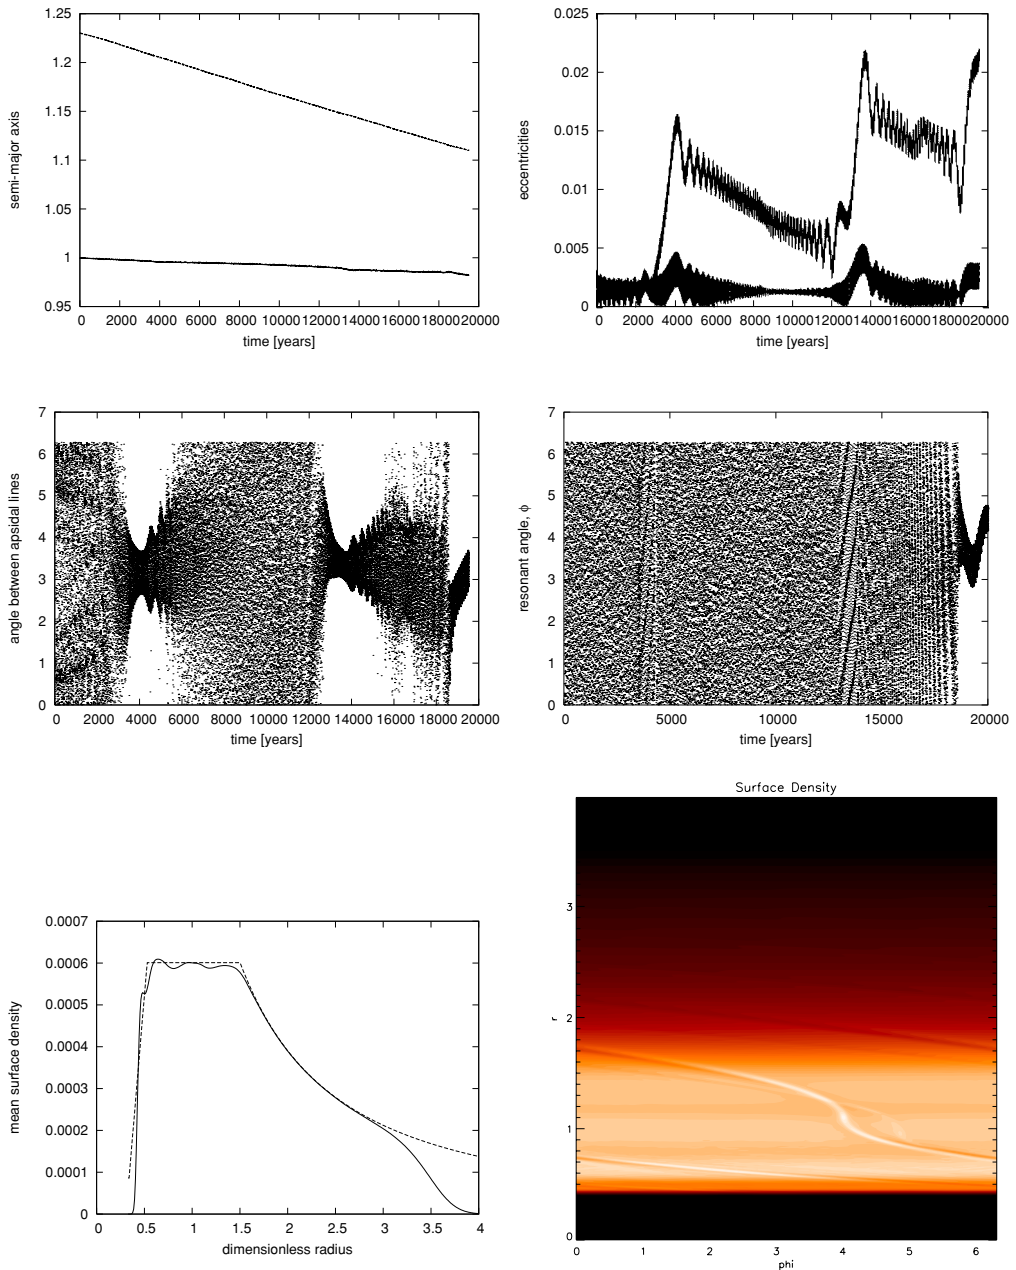 semi-major axis
1.25
1.2
1.15
1.1
1.05
1
0.95
0 2000 4000 6000 8000 10000 12000 14000 16000 18000 20000
time [years]
eccentricities
0.025
0.02
0.015
0.01
0.005
0
0 2000 4000 6000 8000 10000 12000 14000 16000 18000 20000
time [years]
angle between apsidal lines
7
6
5
4
3
2
1
0
0 2000 4000 6000 8000 10000 12000 14000 16000 18000 20000
time [years]
resonant angle, ϕ
7
6
5
4
3
2
1
0
0 5000 10000 15000 20000
time [years]
mean surface density
0.0007
0.0006
0.0005
0.0004
0.0003
0.0002
0.0001
0
0 0.5 1 1.5 2 2.5 3 3.5 4
dimensionless radius
Surface Density
r
3
2
1
0
0 1 2 3 4 5 6
phi